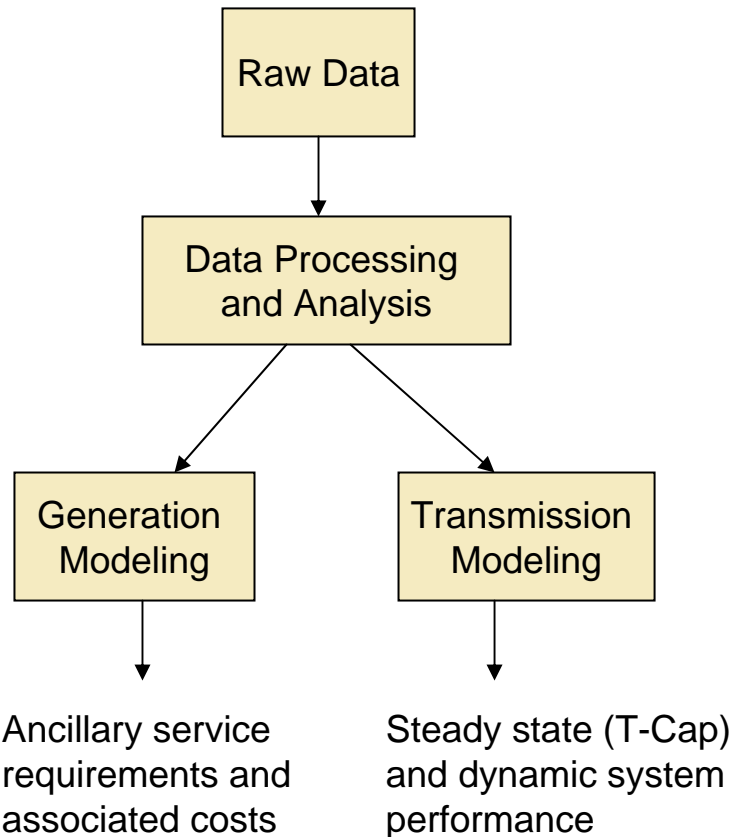 Raw Data
Data Processing
and Analysis
Generation
Modeling
Transmission
Modeling
Ancillary service
requirements and
associated costs
Steady state (T-Cap)
and dynamic system
performance